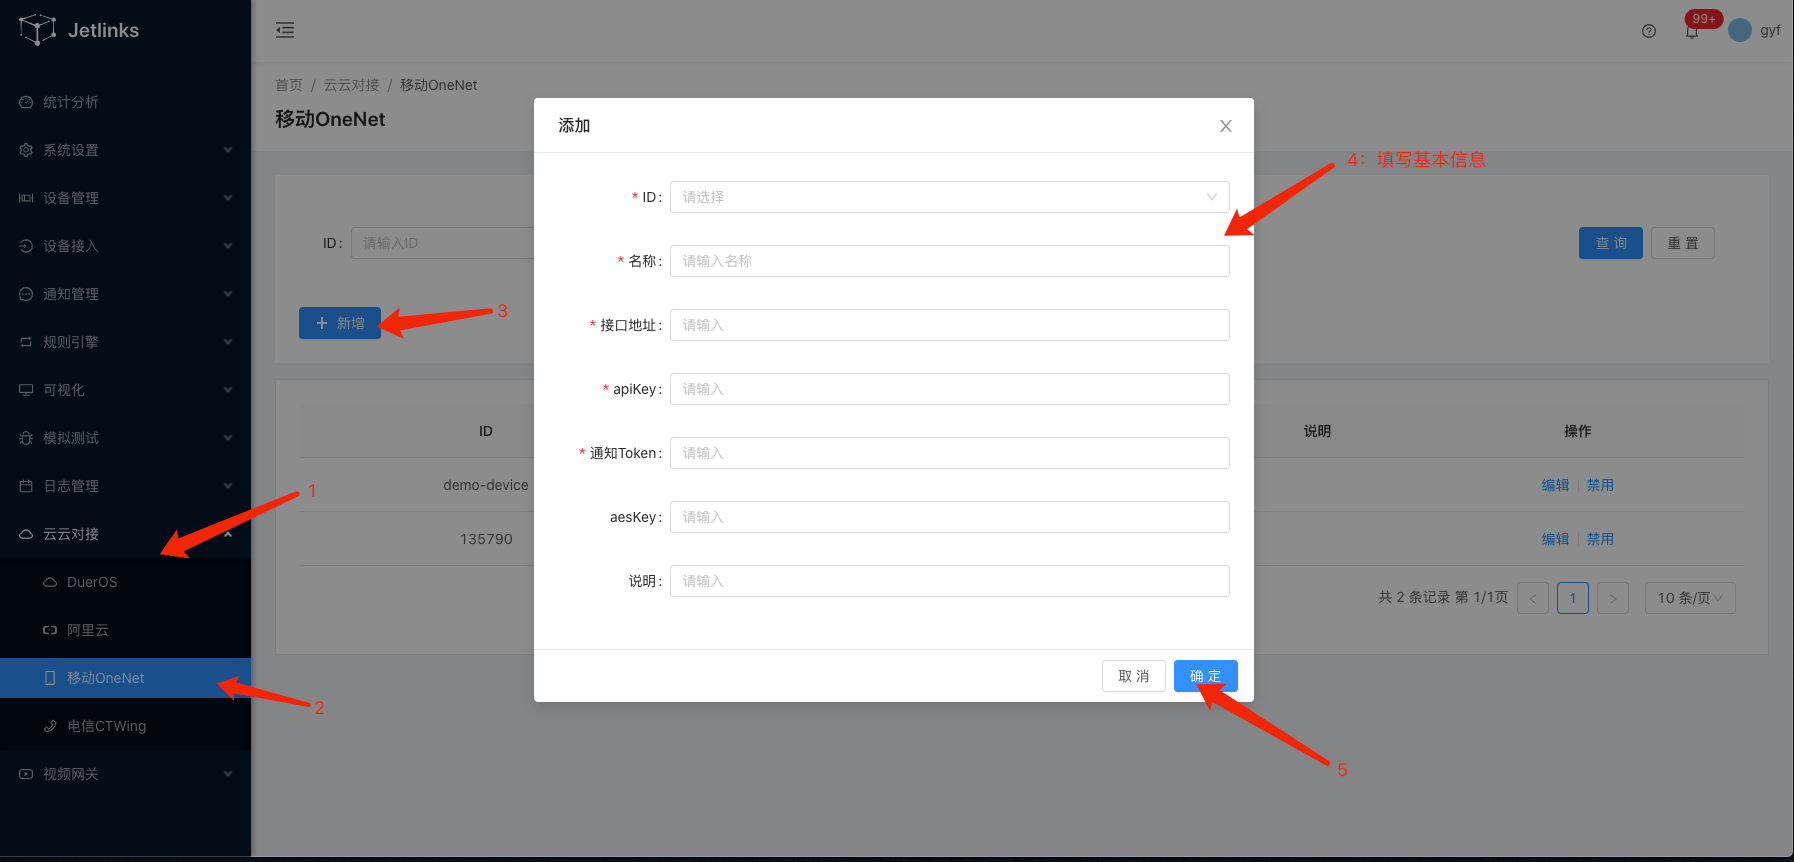 Jetlinks
统计分析
系统设置
设备管理
设备接入
通知管理
规则引擎
可视化
模拟测试
日志管理
云云对接
DuerOS
阿里云
移动OneNet
电信CTWing
视频网关
99+
gyf
首页 / 云云对接 / 移动OneNet
移动OneNet
ID: 请输入ID
查 询 重 置
+ 新增
ID 说明 操作
demo-device 编辑 禁用
135790 编辑 禁用
共 2 条记录 第 1/1页 < 1 > 10 条/页
添加
* ID: 请选择
* 名称: 请输入名称
* 接口地址: 请输入
* apiKey: 请输入
* 通知Token: 请输入
aesKey: 请输入
说明: 请输入
取 消 确 定
1
2
3
4：填写基本信息
5